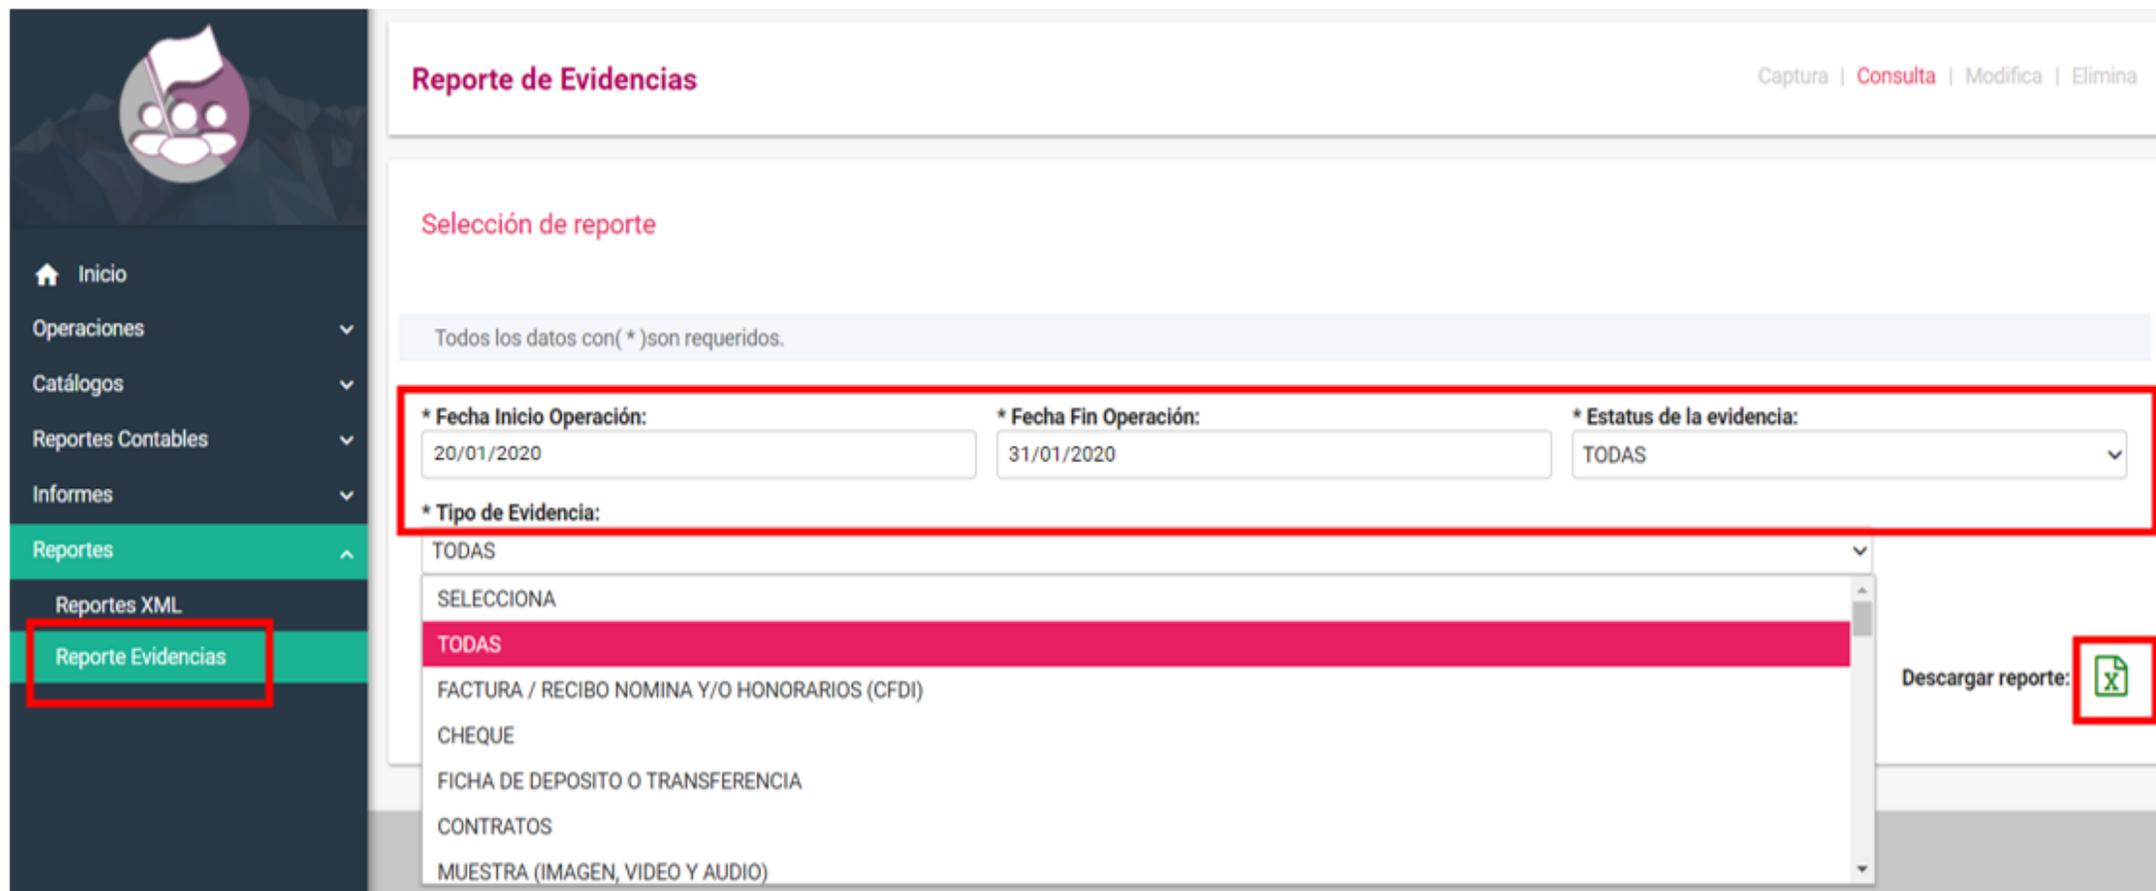 Reporte de Evidencias
Captura | Consulta | Modifica | Elimina
Selección de reporte
Inicio
Operaciones
Catálogos
Reportes Contables
Informes
Reportes
Reportes XML
Reporte Evidencias
Todos los datos con( * )son requeridos.
* Fecha Inicio Operación: * Fecha Fin Operación: * Estatus de la evidencia:
20/01/2020 31/01/2020 TODAS
* Tipo de Evidencia:
TODAS
SELECCIONA
TODAS
FACTURA / RECIBO NOMINA Y/O HONORARIOS (CFDI)
CHEQUE
FICHA DE DEPOSITO O TRANSFERENCIA
CONTRATOS
MUESTRA (IMAGEN, VIDEO Y AUDIO)
Descargar reporte: